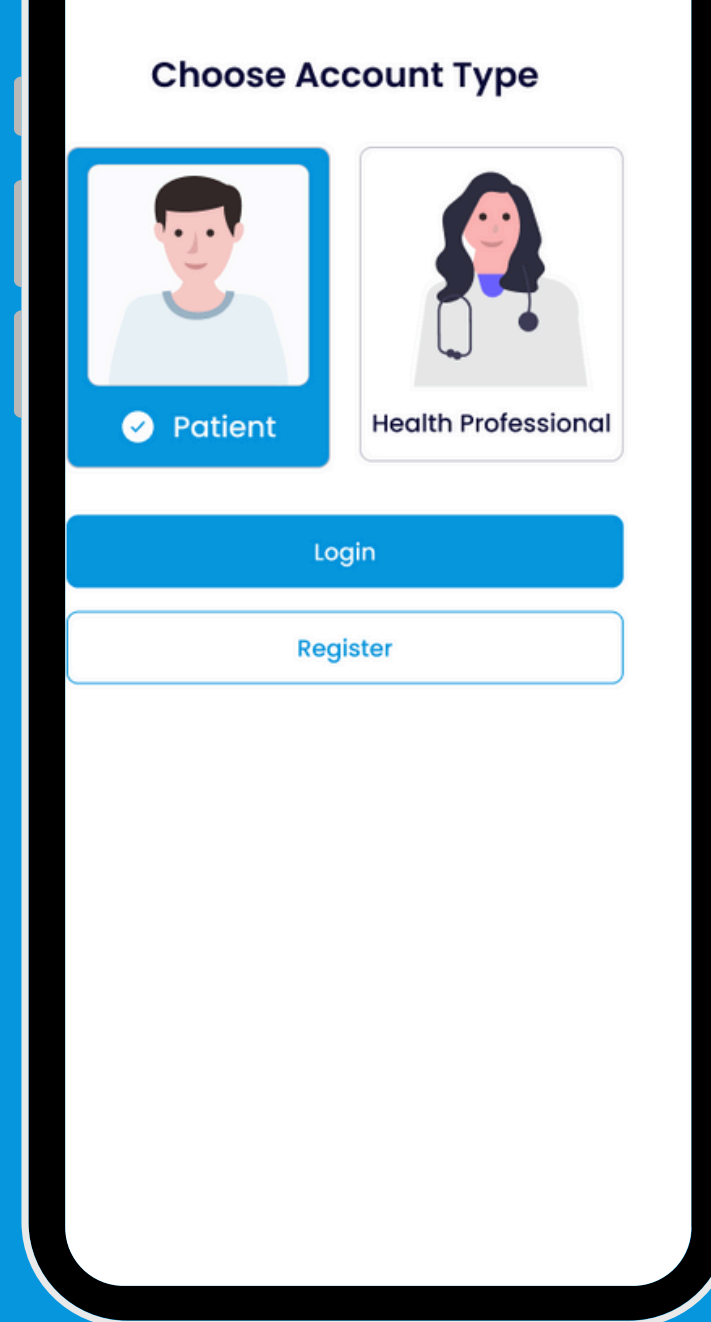 Choose Account Type
Patient
Health Professional
Login
Register